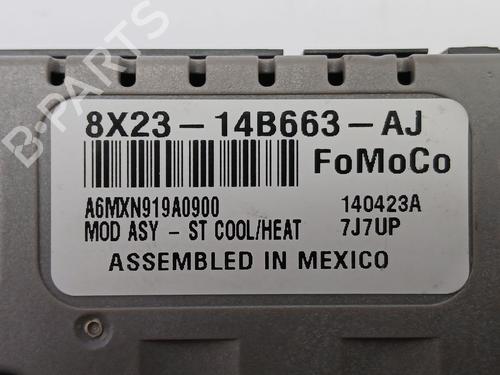 8X23-14B663-AJ
FoMoCo
A6MXN919A0900 140423A
MOD ASY - ST COOL/HEAT 7J7UP
ASSEMBLED IN MEXICO
B-PARTS